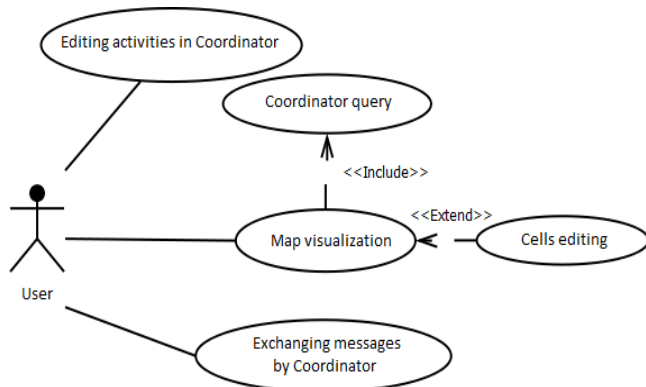 Editing activities in Coordinator
Coordinator query
<<Include>>
<<Extend>>
Map visualization
Cells editing
User
Exchanging messages
by Coordinator